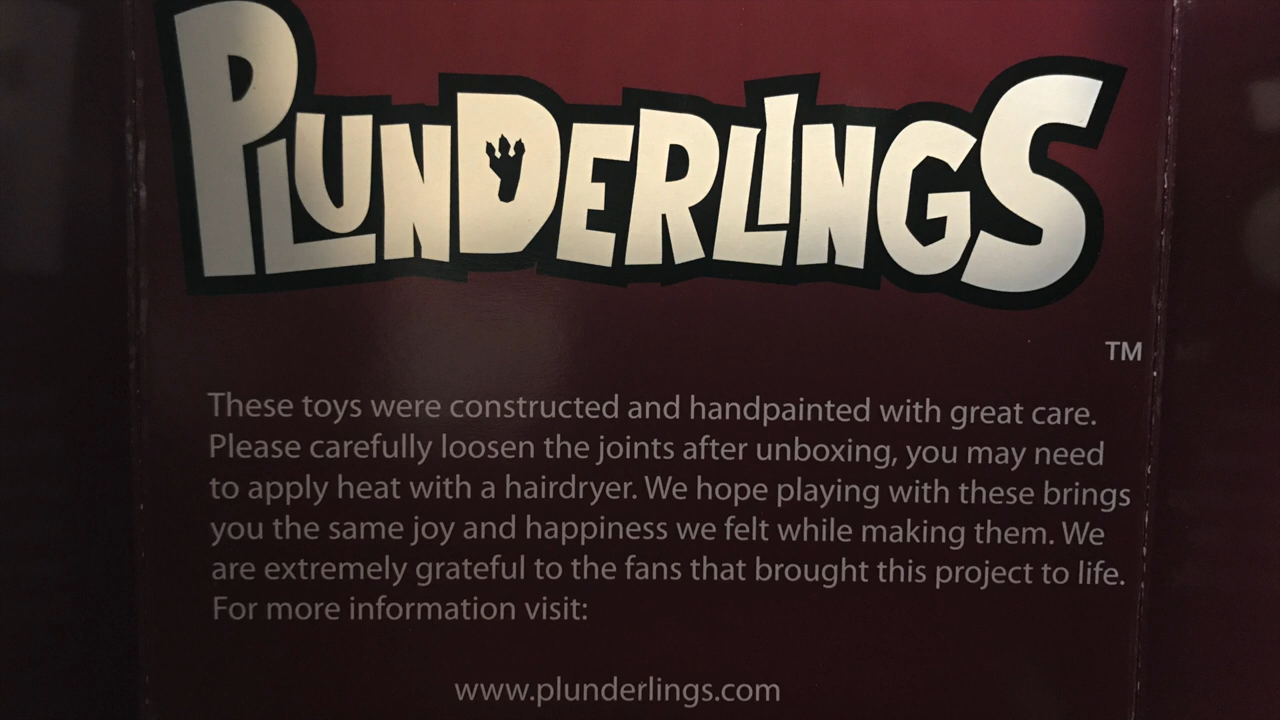 PLUNDERLINGS
TM
These toys were constructed and handpainted with great care.
Please carefully loosen the joints after unboxing, you may need
to apply heat with a hairdryer. We hope playing with these brings
you the same joy and happiness we felt while making them. We
are extremely grateful to the fans that brought this project to life.
For more information visit:
www.plunderlings.com